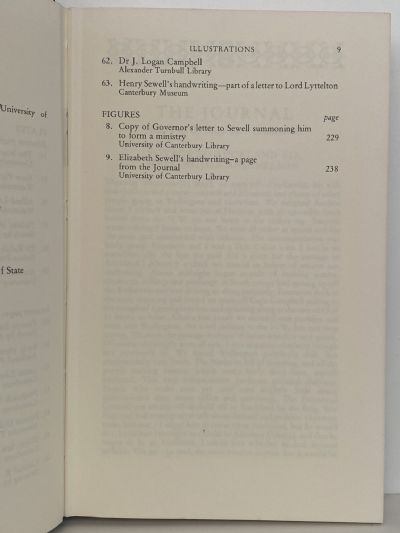 University of
f State
ILLUSTRATIONS 9
62. Dr J. Logan Campbell
Alexander Turnbull Library
63. Henry Sewell's handwriting—part of a letter to Lord Lyttelton
Canterbury Museum
FIGURES page
8. Copy of Governor's letter to Sewell summoning him
to form a ministry 229
University of Canterbury Library
9. Elizabeth Sewell's handwriting—a page
from the Journal 238
University of Canterbury Library
THE JOURNAL